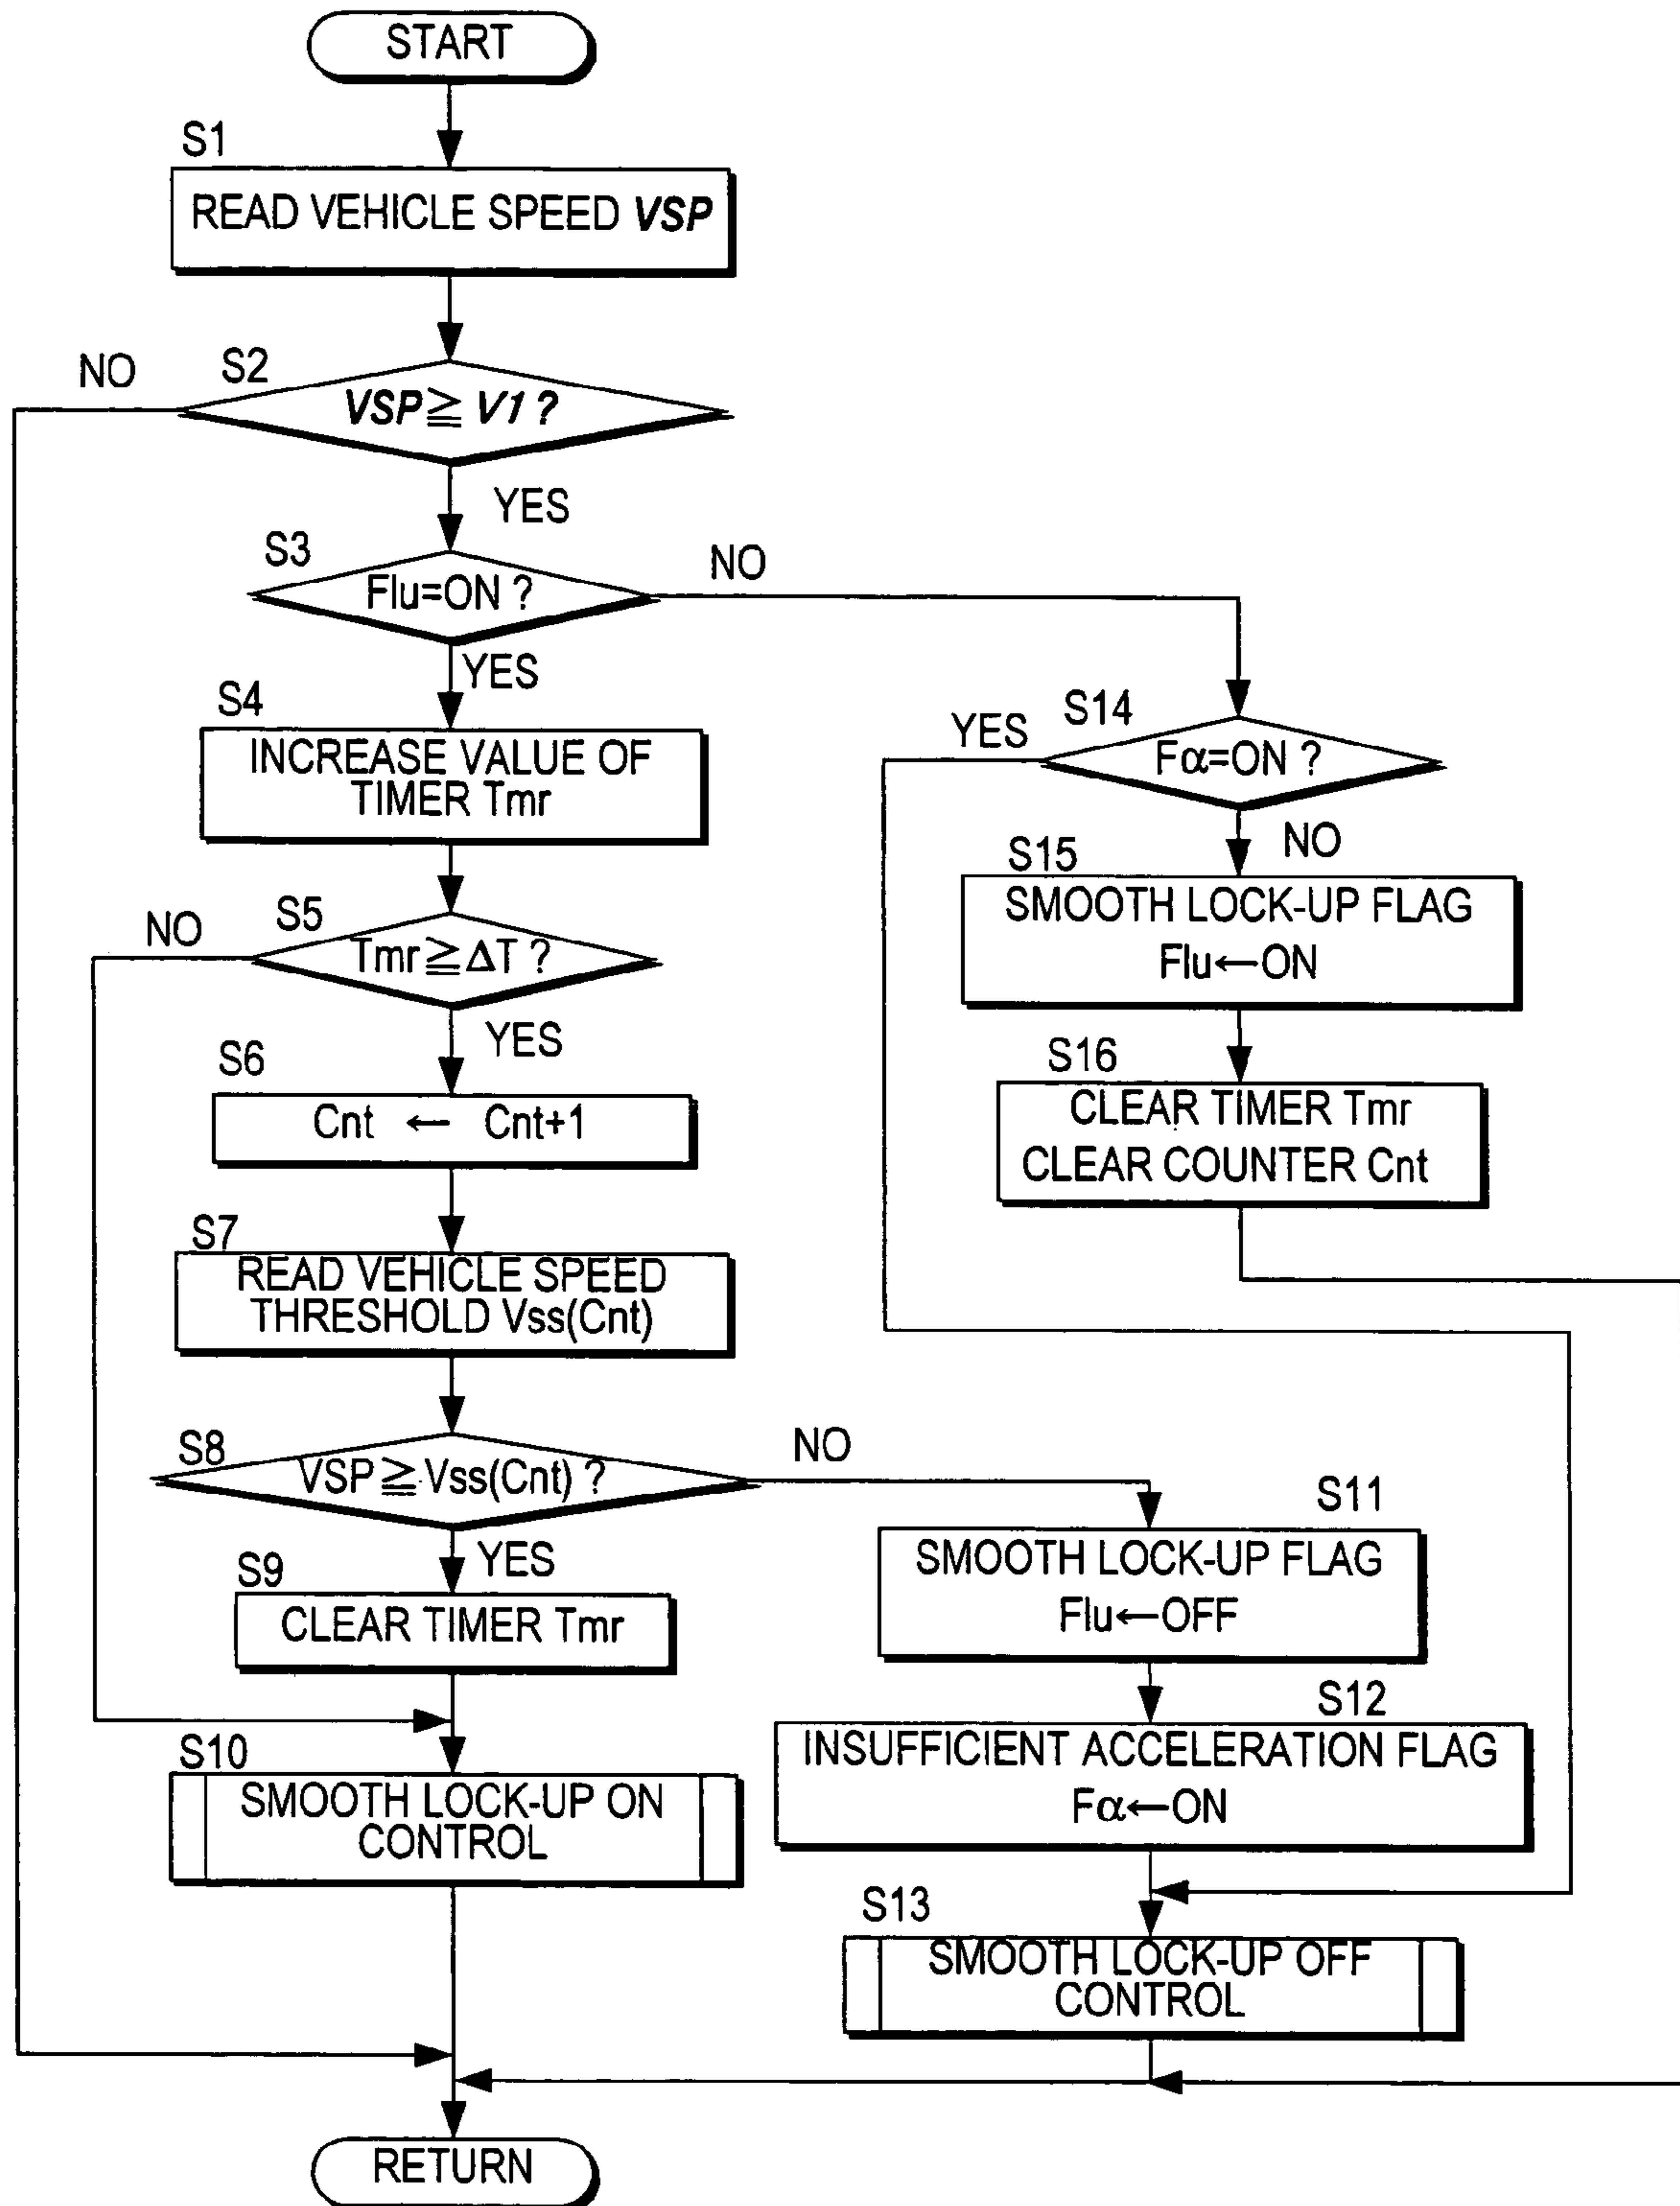 START
S1
READ VEHICLE SPEED VSP
NO
S2
VSP≧V1?
YES
S3
Flu=ON ?
NO
YES
S4
INCREASE VALUE OF
TIMER Tmr
S14
YES
Fα=ON ?
NO
S15
SMOOTH LOCK-UP FLAG
Flu←ON
S16
CLEAR TIMER Tmr
CLEAR COUNTER Cnt
NO
S5
Tmr≧ΔT ?
YES
S6
Cnt ← Cnt+1
S7
READ VEHICLE SPEED
THRESHOLD Vss(Cnt)
S8
VSP≧Vss(Cnt) ?
NO
YES
S9
CLEAR TIMER Tmr
S10
SMOOTH LOCK-UP ON
CONTROL
S11
SMOOTH LOCK-UP FLAG
Flu←OFF
S12
INSUFFICIENT ACCELERATION FLAG
Fα←ON
S13
SMOOTH LOCK-UP OFF
CONTROL
RETURN